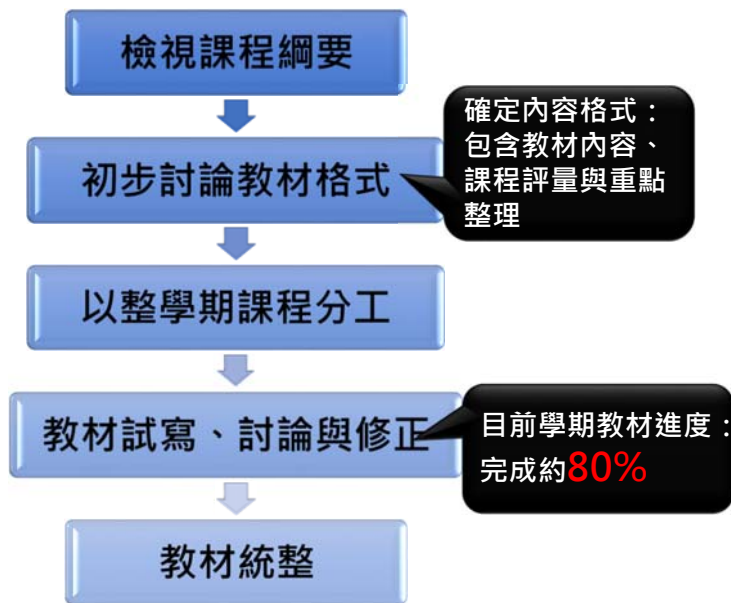 檢視課程綱要
確定內容格式：
包含教材內容、
課程評量與重點
整理
初步討論教材格式
以整學期課程分工
教材試寫、討論與修正
目前學期教材進度：
完成約80%
教材統整